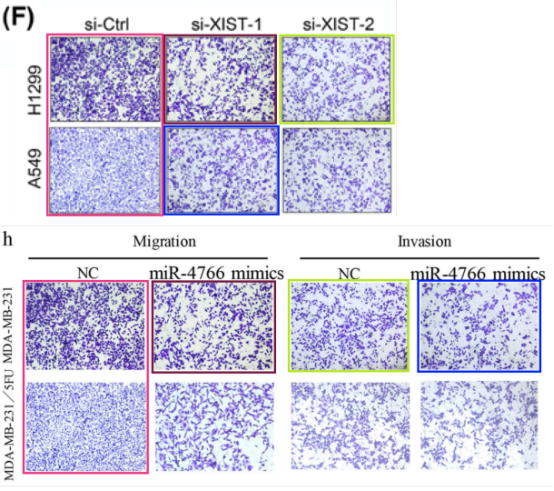 (F)
si-Ctrl si-XIST-1 si-XIST-2
H1299
A549
h
Migration Invasion
NC miR-4766 mimics NC miR-4766 mimics
MDA-MB-231
MDA-MB-231/5FU